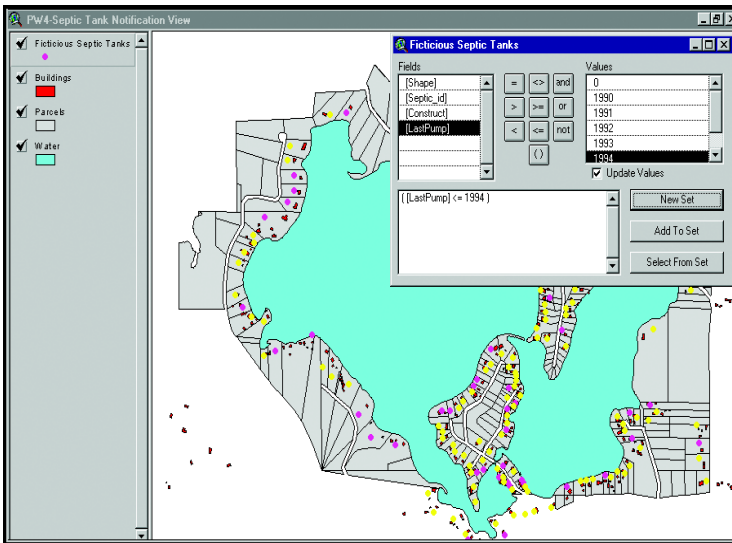 PW4-Septic Tank Notification View
Ficticious Septic Tanks
Buildings
Parcels
Water
Ficticious Septic Tanks
Fields
[Shape]
[Septic_id]
[Construct]
[LastPump]
= <> and
> >= or
< <= not
( )
Values
0
1990
1991
1992
1993
1994
Update Values
( [LastPump] <= 1994 )
New Set
Add To Set
Select From Set